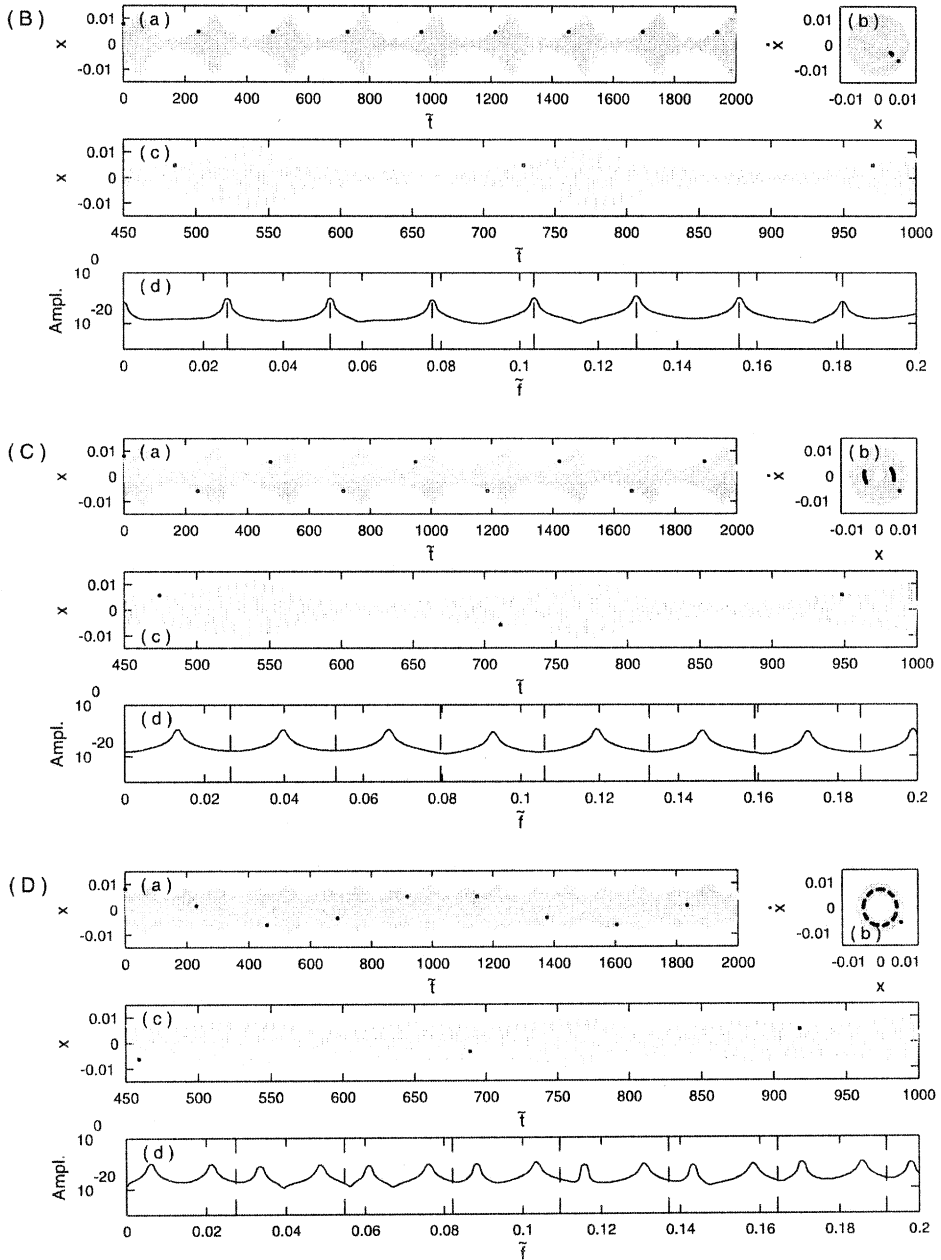 (B)
(a)
x
0.01
0
-0.01
0 200 400 600 800 1000 1200 1400 1600 1800 2000
t̃
(b)
ẋ
0.01
0
-0.01
-0.01 0 0.01
x
(c)
x
0.01
0
-0.01
450 500 550 600 650 700 750 800 850 900 950 1000
t̃
(d)
Ampl.
10^0
10^-20
0 0.02 0.04 0.06 0.08 0.1 0.12 0.14 0.16 0.18 0.2
f̃
(C)
(a)
x
0.01
0
-0.01
0 200 400 600 800 1000 1200 1400 1600 1800 2000
t̃
(b)
ẋ
0.01
0
-0.01
-0.01 0 0.01
x
(c)
x
0.01
0
-0.01
450 500 550 600 650 700 750 800 850 900 950 1000
t̃
(d)
Ampl.
10^0
10^-20
0 0.02 0.04 0.06 0.08 0.1 0.12 0.14 0.16 0.18 0.2
f̃
(D)
(a)
x
0.01
0
-0.01
0 200 400 600 800 1000 1200 1400 1600 1800 2000
t̃
(b)
ẋ
0.01
0
-0.01
-0.01 0 0.01
x
(c)
x
0.01
0
-0.01
450 500 550 600 650 700 750 800 850 900 950 1000
t̃
(d)
Ampl.
10^0
10^-20
0 0.02 0.04 0.06 0.08 0.1 0.12 0.14 0.16 0.18 0.2
f̃